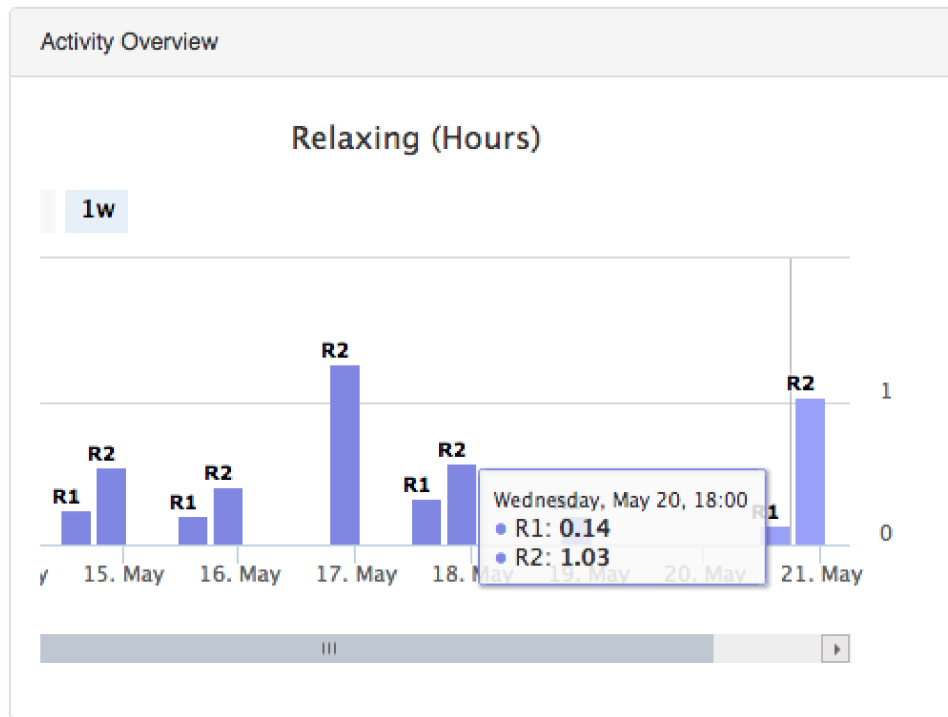 Activity Overview
Relaxing (Hours)
1w
R2
R2
1
R2
R2
R2
R1
R1
R1
Wednesday, May 20, 18:00
R1
R1: 0.14
R2: 1.03
0
y 15. May 16. May 17. May 18. May 19. May 20. May 21. May